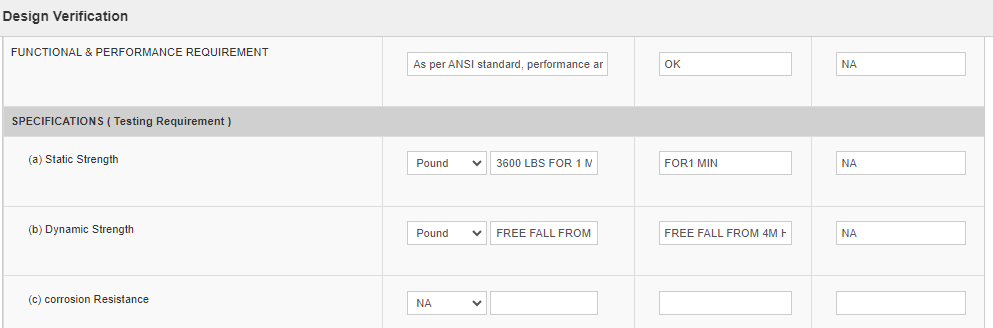 Design Verification
FUNCTIONAL & PERFORMANCE REQUIREMENT
As per ANSI standard, performance
OK
NA
SPECIFICATIONS ( Testing Requirement )
(a) Static Strength
Pound
3600 LBS FOR 1
FOR1 MIN
NA
(b) Dynamic Strength
Pound
FREE FALL FROM
FREE FALL FROM 4M
NA
(c) corrosion Resistance
NA